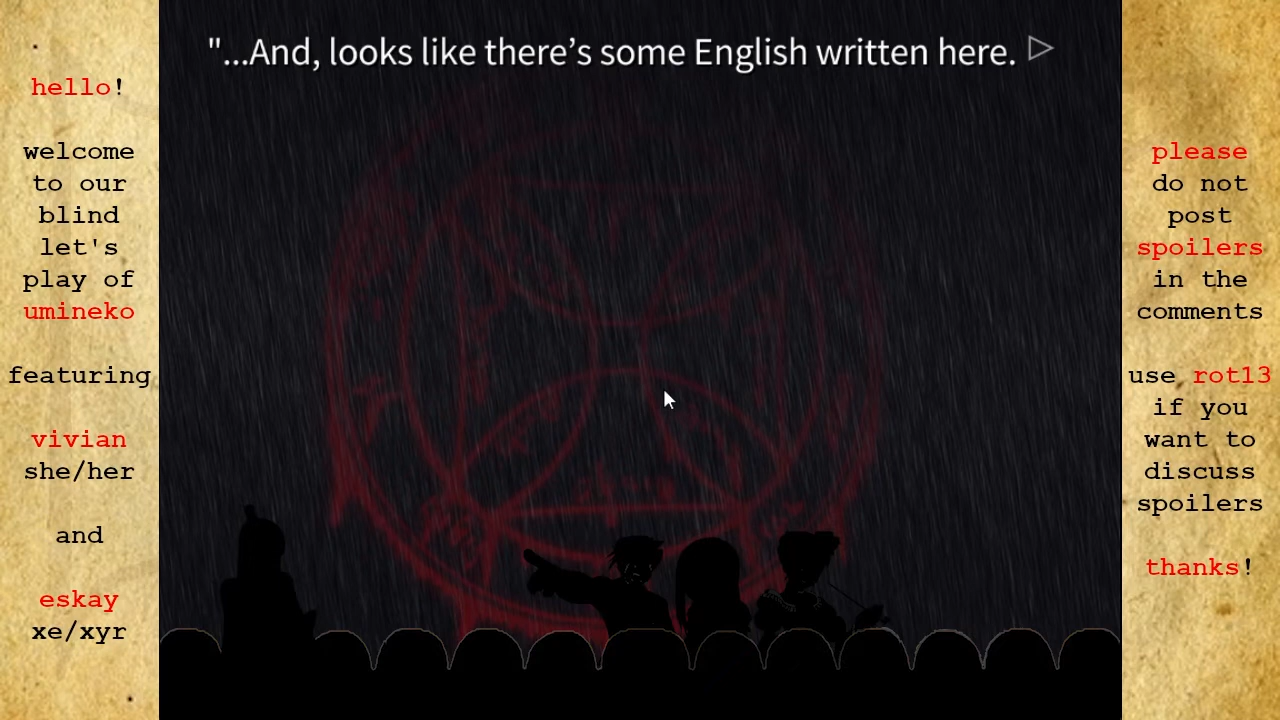 "...And, looks like there’s some English written here.
hello!
welcome
to our
blind
let's
play of
umineko
featuring
vivian
she/her
and
eskay
xe/xyr
please
do not
post
spoilers
in the
comments
use rot13
if you
want to
discuss
spoilers
thanks!